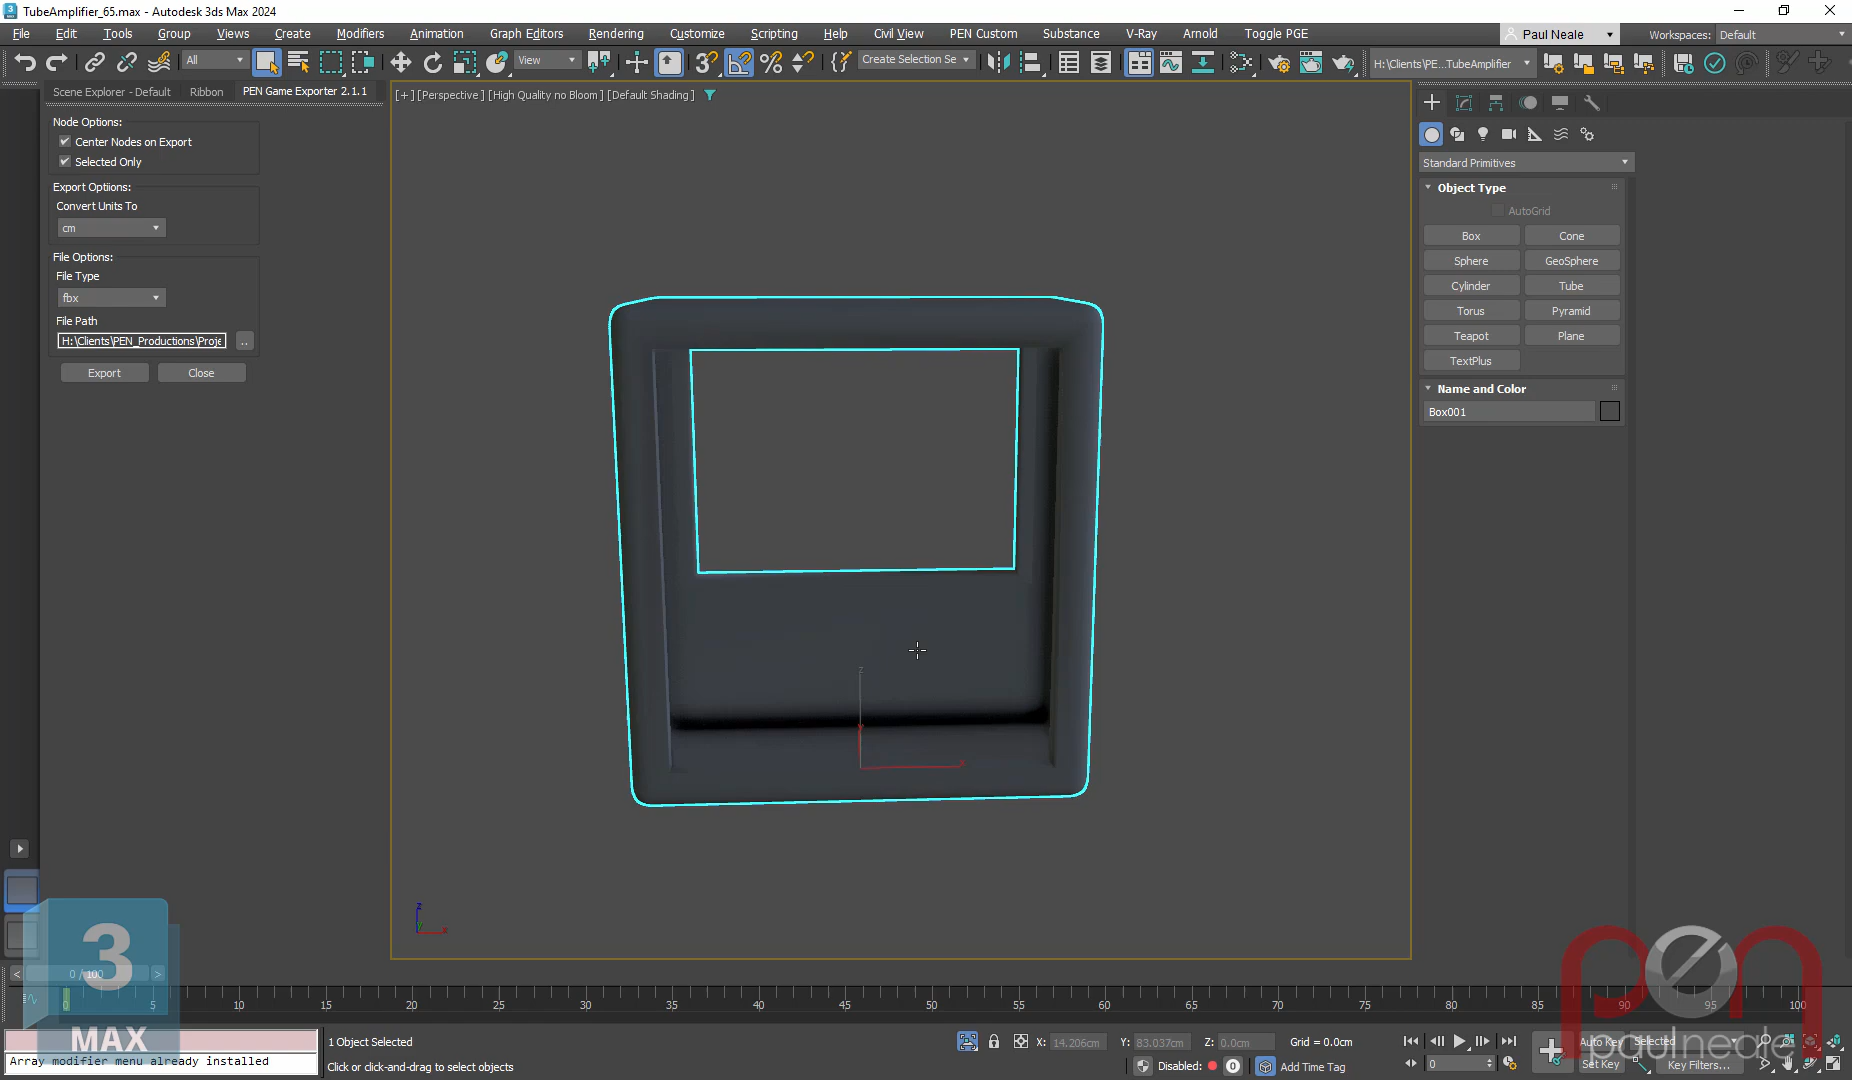 TubeAmplifier_65.max - Autodesk 3ds Max 2024
File Edit Tools Group Views Create Modifiers Animation Graph Editors Rendering Customize Scripting Help Civil View PEN Custom Substance V-Ray Arnold Toggle PGE Paul Neale Workspaces: Default
All View Create Selection Se H:\Clients\PE...TubeAmplifier
Scene Explorer - Default Ribbon PEN Game Exporter 2.1.1
[+] [Perspective ] [High Quality no Bloom ] [Default Shading ]
Node Options:
Center Nodes on Export
Selected Only
Export Options:
Convert Units To
cm
File Options:
File Type
fbx
File Path
H:\Clients\PEN_Productions\Proje ..
Export Close
Standard Primitives
Object Type
AutoGrid
Box Cone
Sphere GeoSphere
Cylinder Tube
Torus Pyramid
Teapot Plane
TextPlus
Name and Color
Box001
z
x
z
x
0 / 100
0 5 10 15 20 25 30 35 40 45 50 55 60 65 70 75 80 85 90 95 100
3
MAX
pen
paulneale
Array modifier menu already installed
1 Object Selected
Click or click-and-drag to select objects
X: 14.206cm Y: 83.037cm Z: 0.0cm Grid = 0.0cm
Disabled: 0 Add Time Tag
0
Auto Key Selected
Set Key Key Filters...